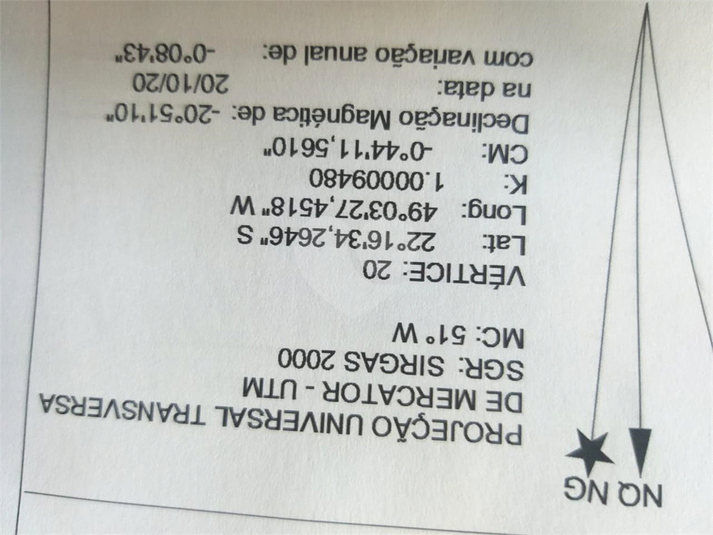 NQ NG
PROJEÇÃO UNIVERSAL TRANSVERSA
DE MERCATOR - UTM
SGR: SIRGAS 2000
MC: 51° W
VÉRTICE: 20
Lat: 22°16'34,2646" S
Long: 49°03'27,4518" W
K: 1.00009480
CM: -0°44'11,5610"
Declinação Magnética de: -20°51'10"
na data: 20/10/20
com variação anual de: -0°08'43"